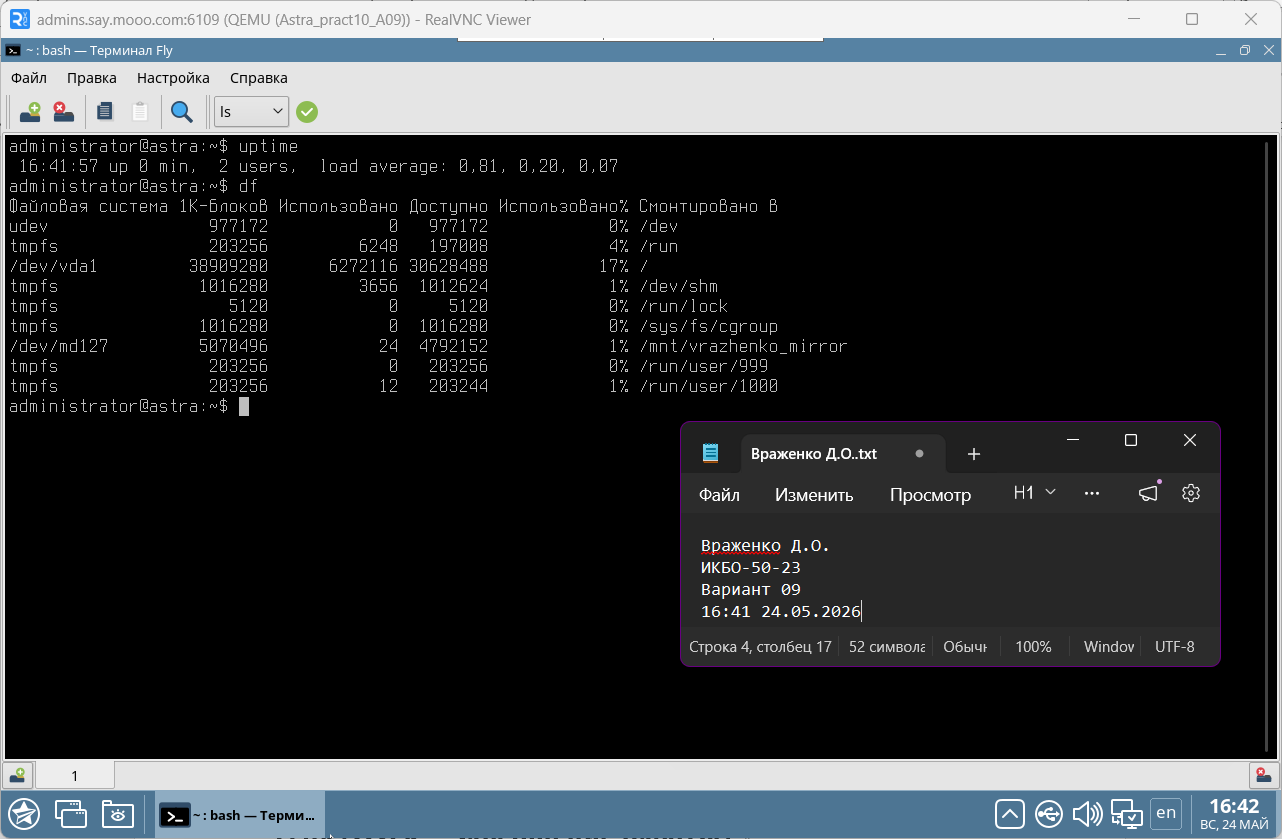 admins.say.mooo.com:6109 (QEMU (Astra_pract10_A09)) - RealVNC Viewer
~ : bash — Терминал Fly
Файл Правка Настройка Справка
ls
administrator@astra:~$ uptime
16:41:57 up 0 min, 2 users, load average: 0,81, 0,20, 0,07
administrator@astra:~$ df
Файловая система 1K-блоков Использовано Доступно Использовано% Смонтировано в
udev 977172 0 977172 0% /dev
tmpfs 203256 6248 197008 4% /run
/dev/vda1 38909280 6272116 30628488 17% /
tmpfs 1016280 3656 1012624 1% /dev/shm
tmpfs 5120 0 5120 0% /run/lock
tmpfs 1016280 0 1016280 0% /sys/fs/cgroup
/dev/md127 5070496 24 4792152 1% /mnt/vrazhenko_mirror
tmpfs 203256 0 203256 0% /run/user/999
tmpfs 203256 12 203244 1% /run/user/1000
administrator@astra:~$
Враженко Д.О..txt
Файл Изменить Просмотр H1
Враженко Д.О.
ИКБО-50-23
Вариант 09
16:41 24.05.2026
Строка 4, столбец 17 52 символа Обычн 100% Window UTF-8
1
~ : bash — Терми... en 16:42
ВС, 24 МАЙ